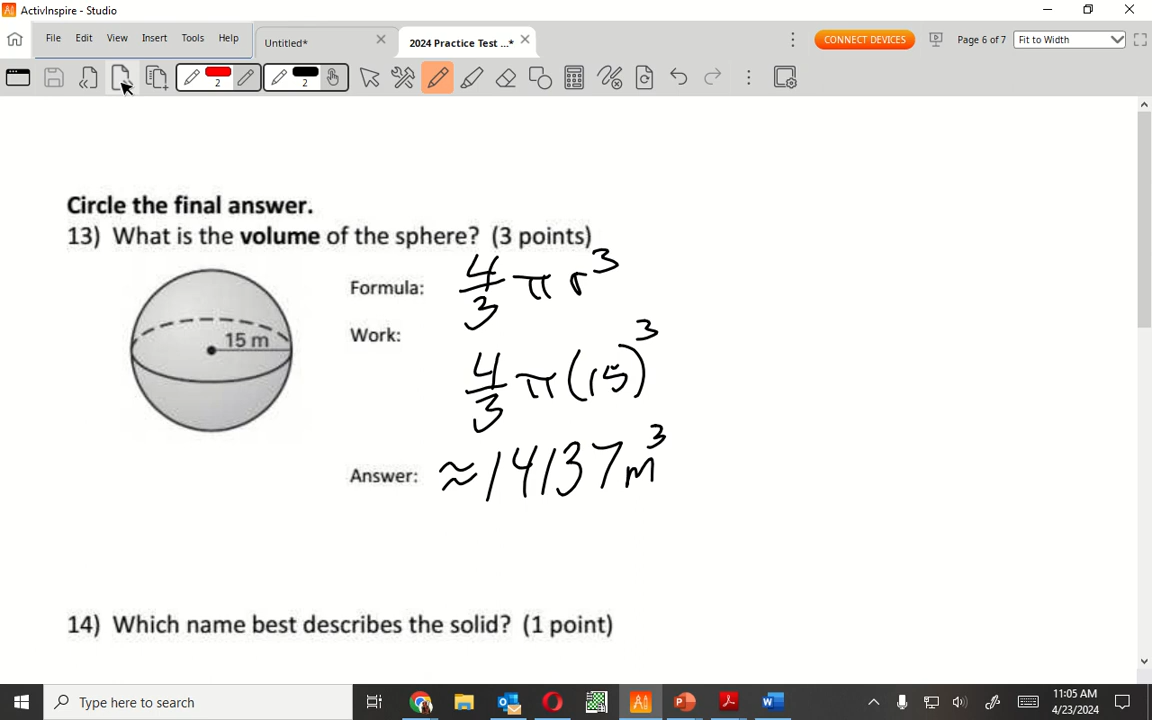 ActivInspire - Studio
File Edit View Insert Tools Help
Untitled*
2024 Practice Test ...*
CONNECT DEVICES
Page 6 of 7
Fit to Width
2
2
Circle the final answer.
13) What is the volume of the sphere? (3 points)
Formula: 4/3 π r³
15 m
Work:
4/3 π (15)³
Answer: ≈ 14137 m³
14) Which name best describes the solid? (1 point)
Type here to search
11:05 AM
4/23/2024